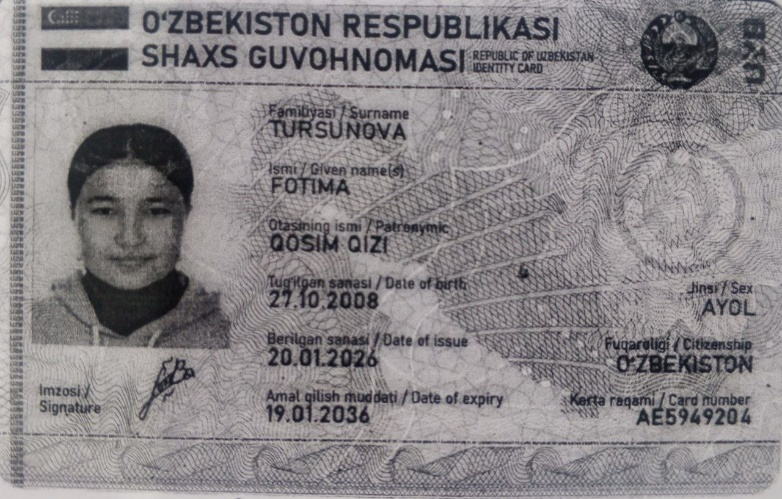 O‘ZBEKISTON RESPUBLIKASI
SHAXS GUVOHNOMASI
REPUBLIC OF UZBEKISTAN
IDENTITY CARD
UZB
Familiyasi / Surname
TURSUNOVA
Ismi / Given name(s)
FOTIMA
Otasining ismi / Patronymic
QOSIM QIZI
Tug‘ilgan sanasi / Date of birth
27.10.2008
Jinsi / Sex
AYOL
Berilgan sanasi / Date of issue
20.01.2026
Fuqaroligi / Citizenship
O‘ZBEKISTON
Imzosi /
Signature
Amal qilish muddati / Date of expiry
19.01.2036
Karta raqami / Card number
AE5949204